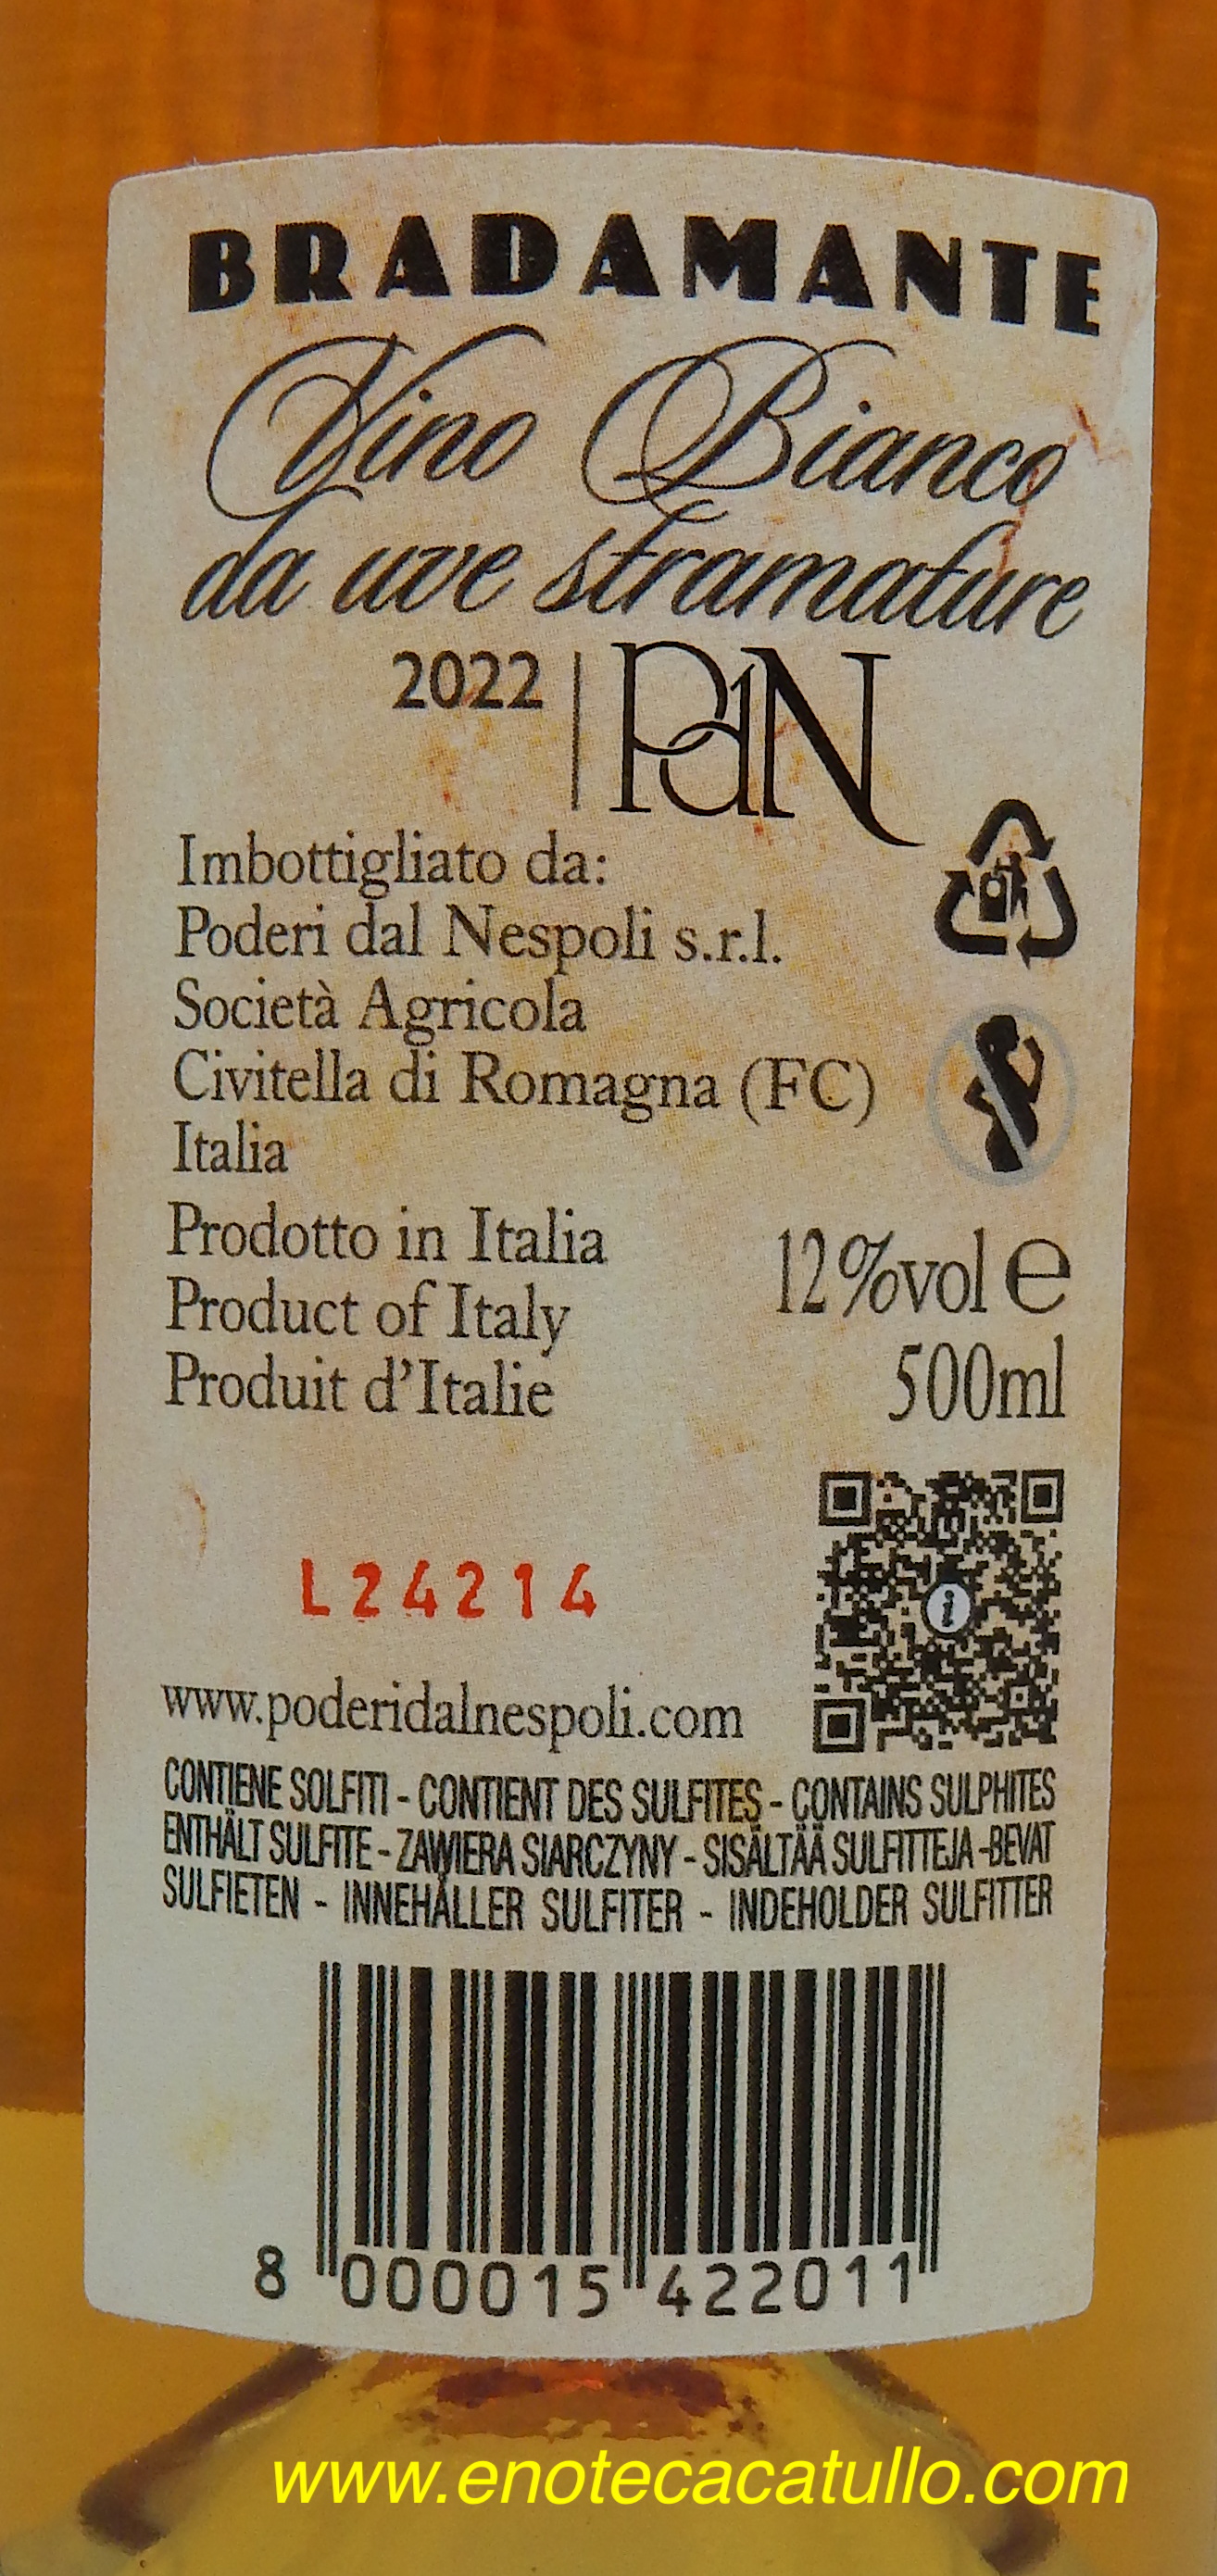 BRADAMANTE
Vino Bianco
da uve stramature
2022 | PdN
Imbottigliato da:
Poderi dal Nespoli s.r.l.
Società Agricola
Civitella di Romagna (FC)
Italia
Prodotto in Italia
Product of Italy
Produit d'Italie
12%vol e
500ml
i
L24214
www.poderidalnespoli.com
CONTIENE SOLFITI - CONTIENT DES SULFITES - CONTAINS SULPHITES
ENTHÄLT SULFITE - ZAWIERA SIARCZYNY - SISÄLTÄÄ SULFITTEJA -BEVAT
SULFIETEN - INNEHÅLLER SULFITER - INDEHOLDER SULFITTER
8 000015 422011
www.enotecacatullo.com